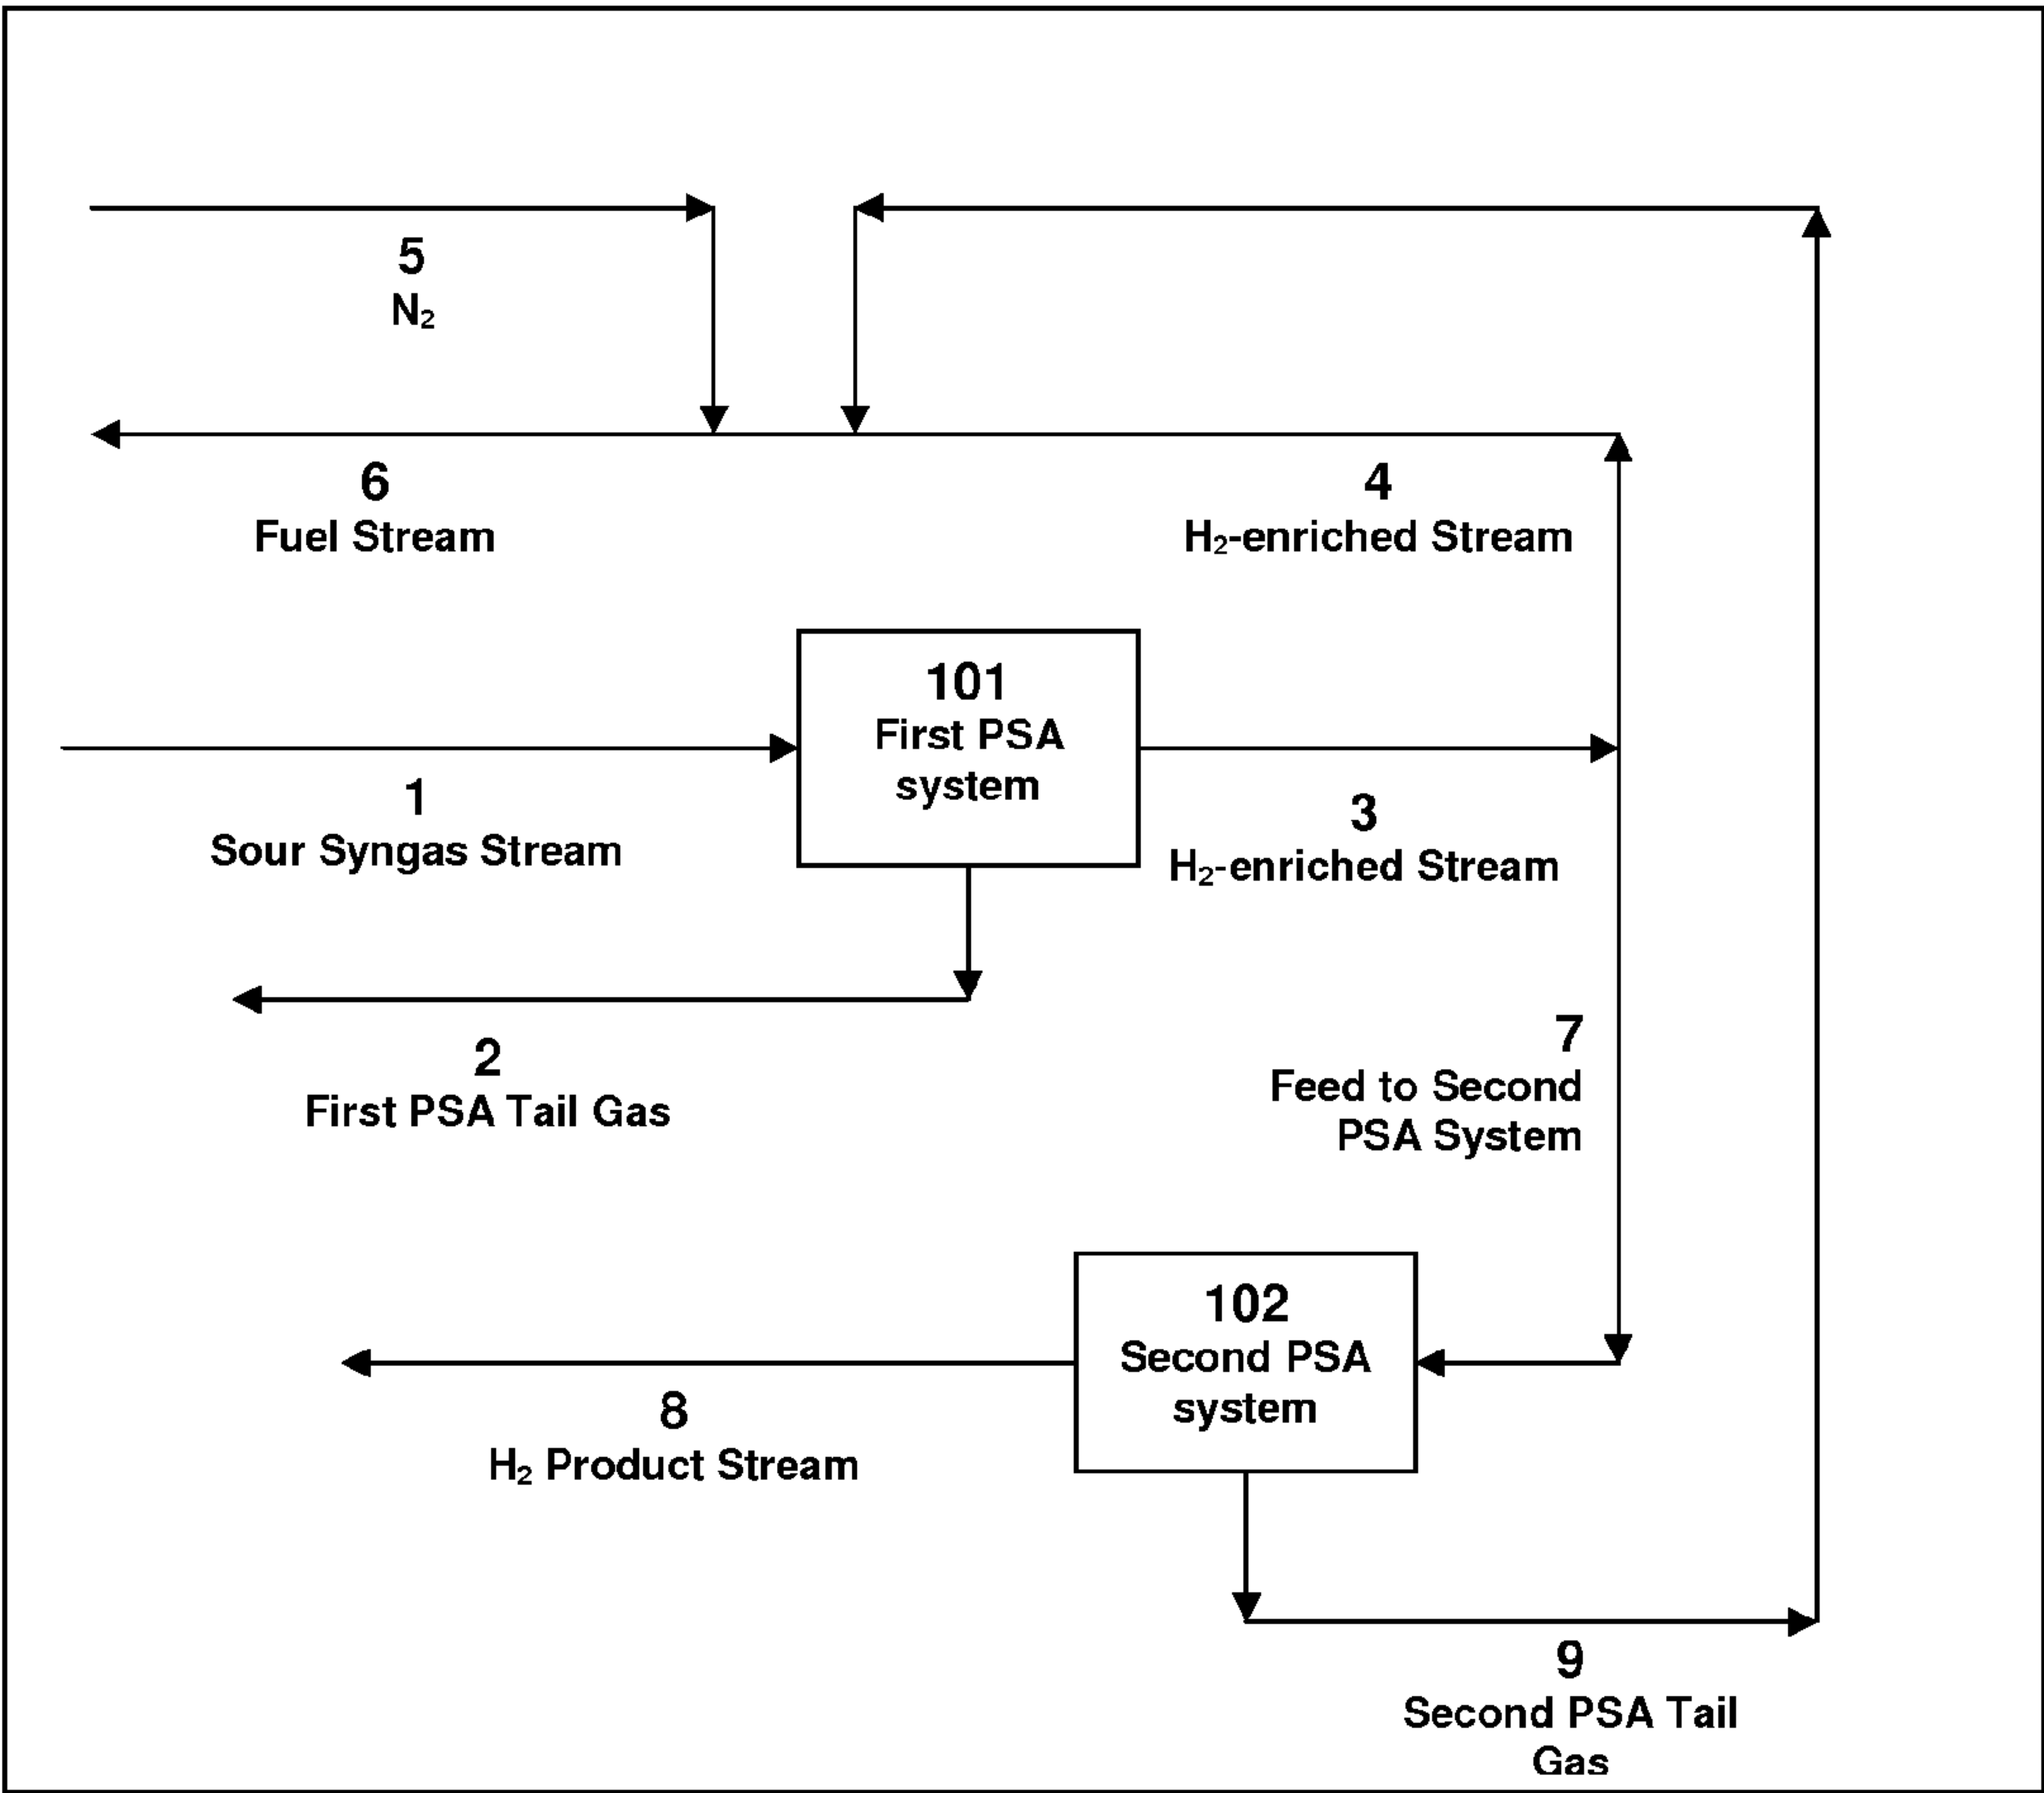 5
N₂
6
Fuel Stream
4
H₂-enriched Stream
101
First PSA
system
1
Sour Syngas Stream
3
H₂-enriched Stream
2
First PSA Tail Gas
7
Feed to Second
PSA System
102
Second PSA
system
8
H₂ Product Stream
9
Second PSA Tail
Gas